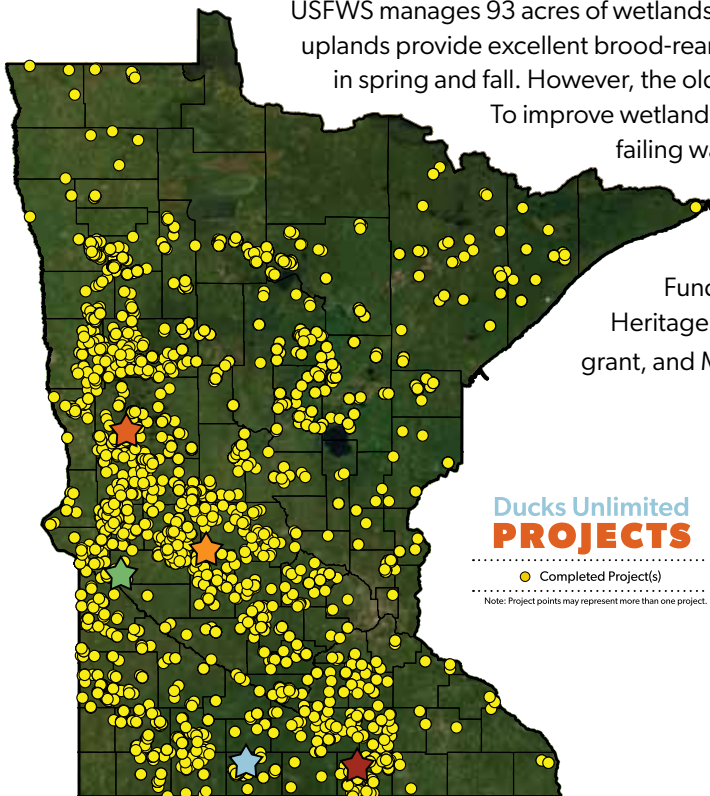 USFWS manages 93 acres of wetlands
uplands provide excellent brood-rear
in spring and fall. However, the old
To improve wetland
failing wa
Fund
Heritage
grant, and M
Ducks Unlimited
PROJECTS
Completed Project(s)
Note: Project points may represent more than one project.